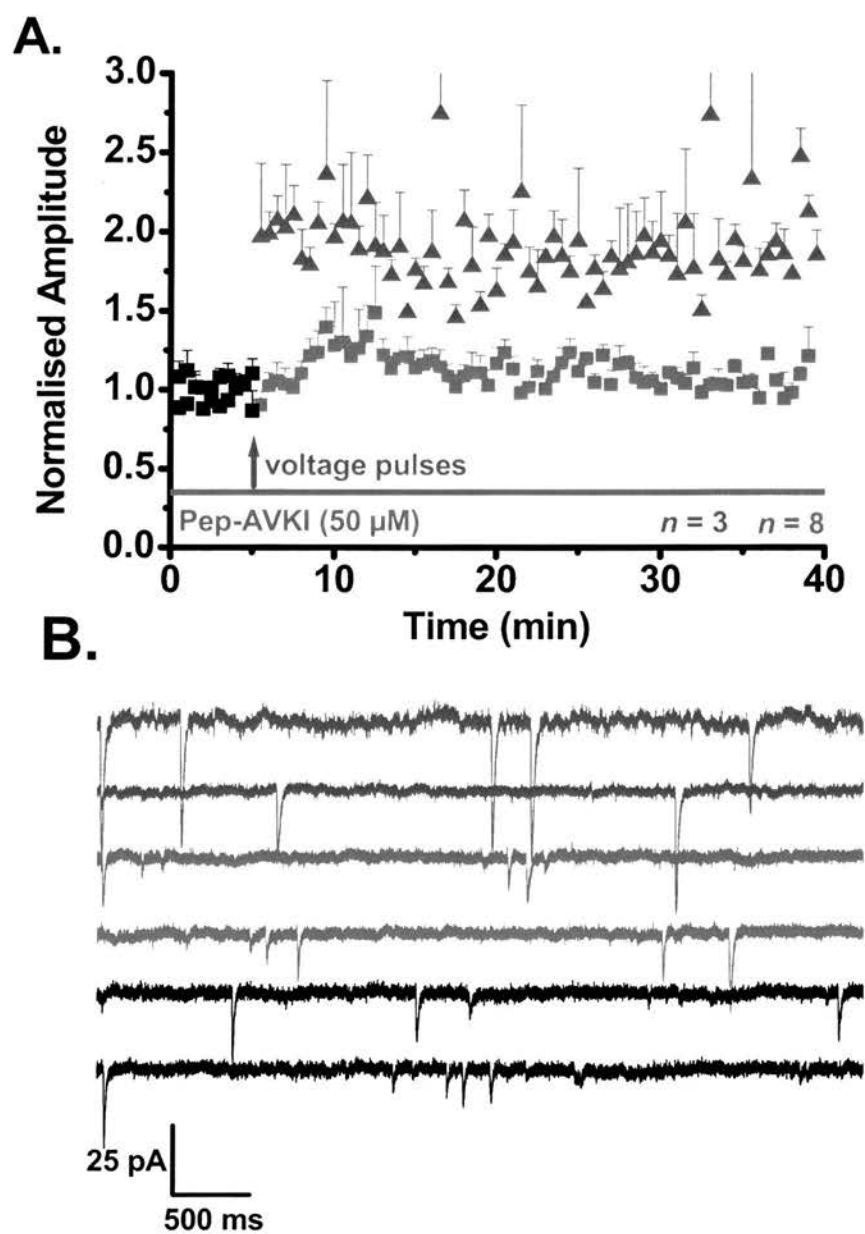 A.
Normalised Amplitude
3.0
2.5
2.0
1.5
1.0
0.5
0.0
voltage pulses
Pep-AVKI (50 µM)
n = 3 n = 8
0 10 20 30 40
Time (min)
B.
25 pA
500 ms